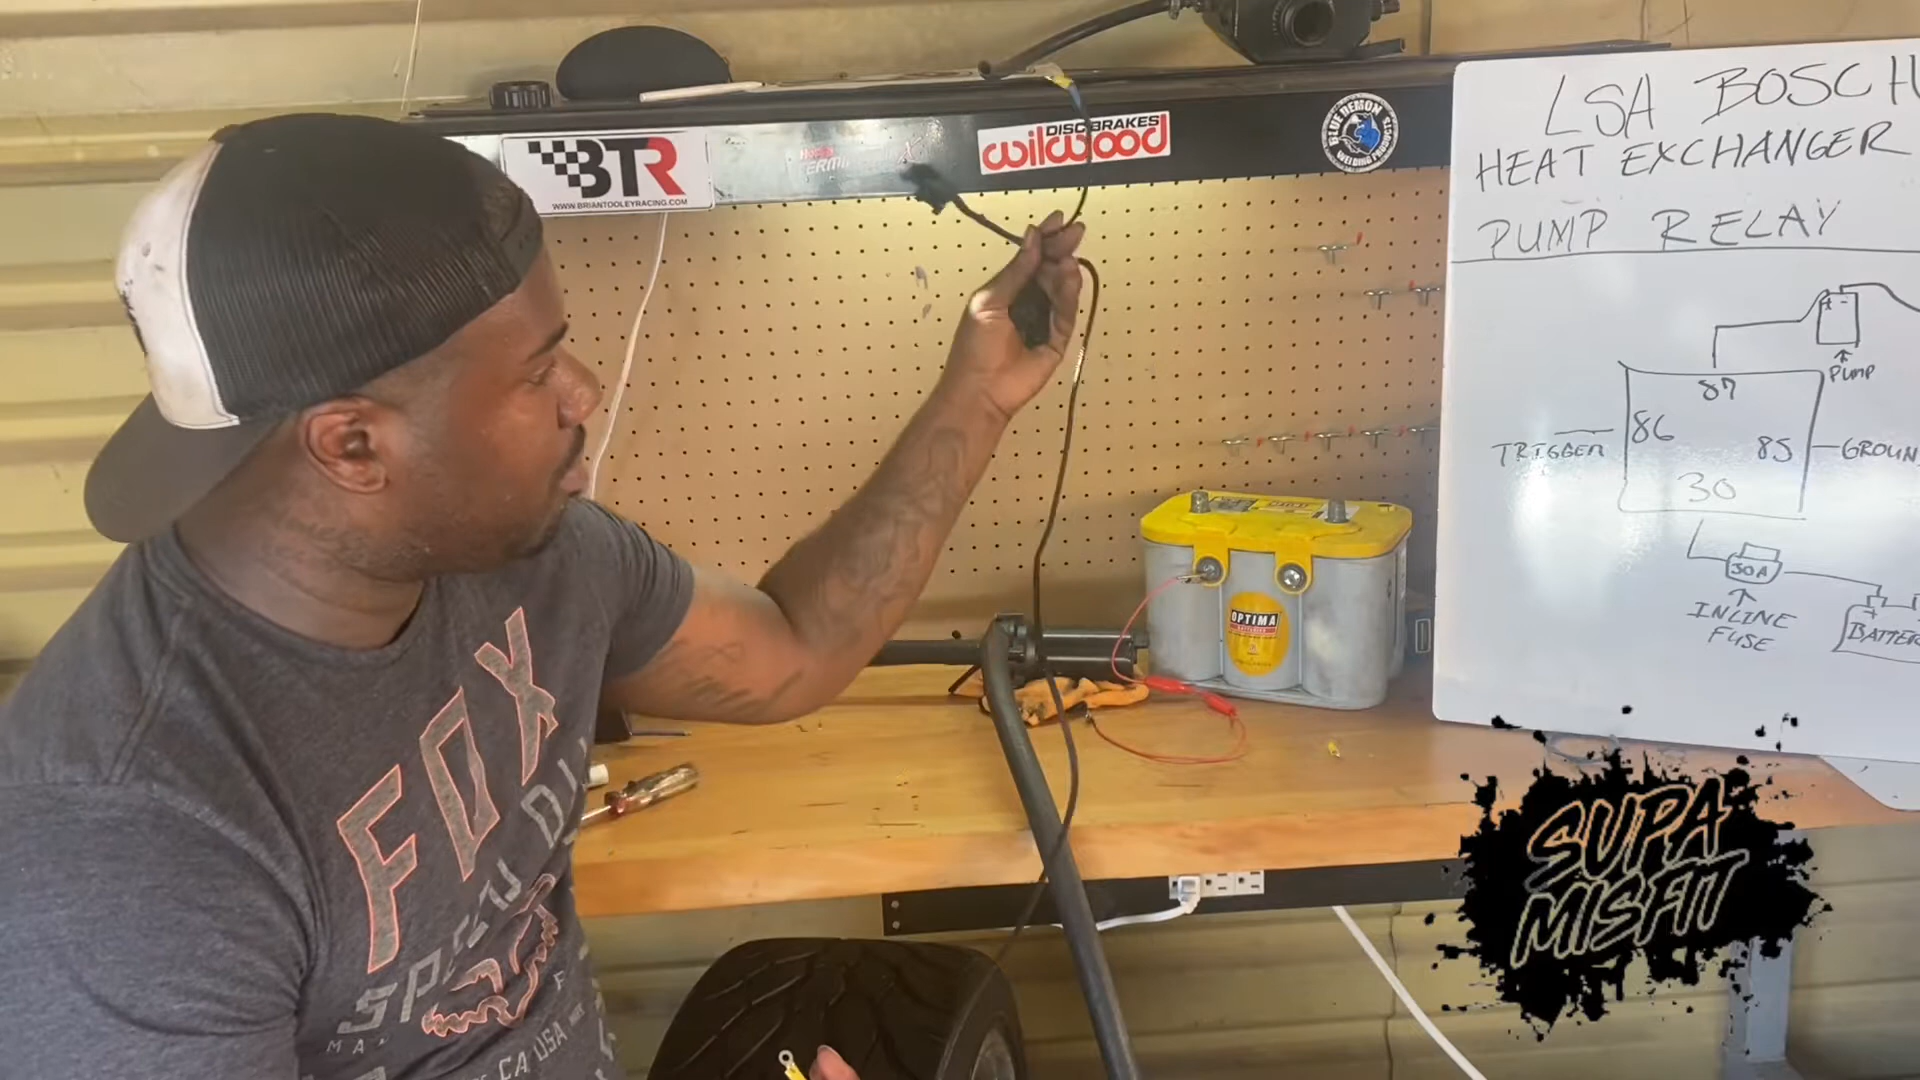 BTR
WWW.BRIANTOOLEYRACING.COM
DISC BRAKES
wilwood
BLUE DEMON
WELDING PRODUCTS
LSA BOSCH
HEAT EXCHANGER
PUMP RELAY
+ -
PUMP
87
86
85
30
TRIGGER
GROUN
30A
INLINE
FUSE
+
BATTER
OPTIMA
BATTERIES
FOX
SUPA
MISFIT